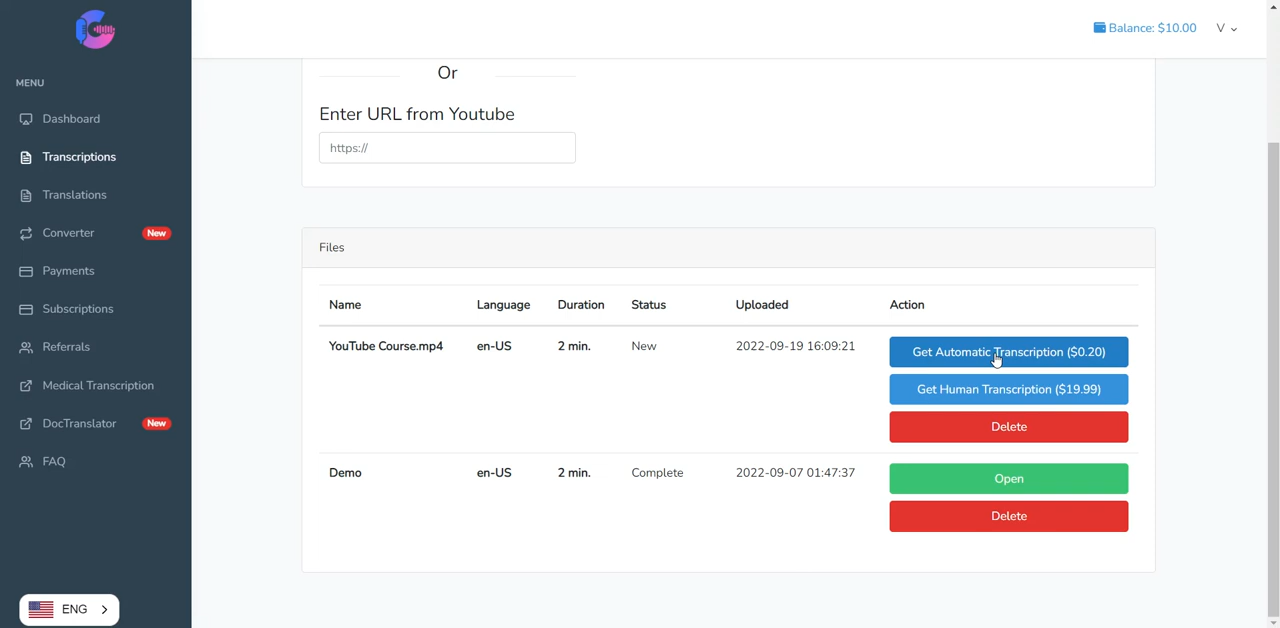 Balance: $10.00 V
MENU
Dashboard
Transcriptions
Translations
Converter New
Payments
Subscriptions
Referrals
Medical Transcription
DocTranslator New
FAQ
ENG
Or
Enter URL from Youtube
https://
Files
Name Language Duration Status Uploaded Action
YouTube Course.mp4 en-US 2 min. New 2022-09-19 16:09:21 Get Automatic Transcription ($0.20)
Get Human Transcription ($19.99)
Delete
Demo en-US 2 min. Complete 2022-09-07 01:47:37 Open
Delete